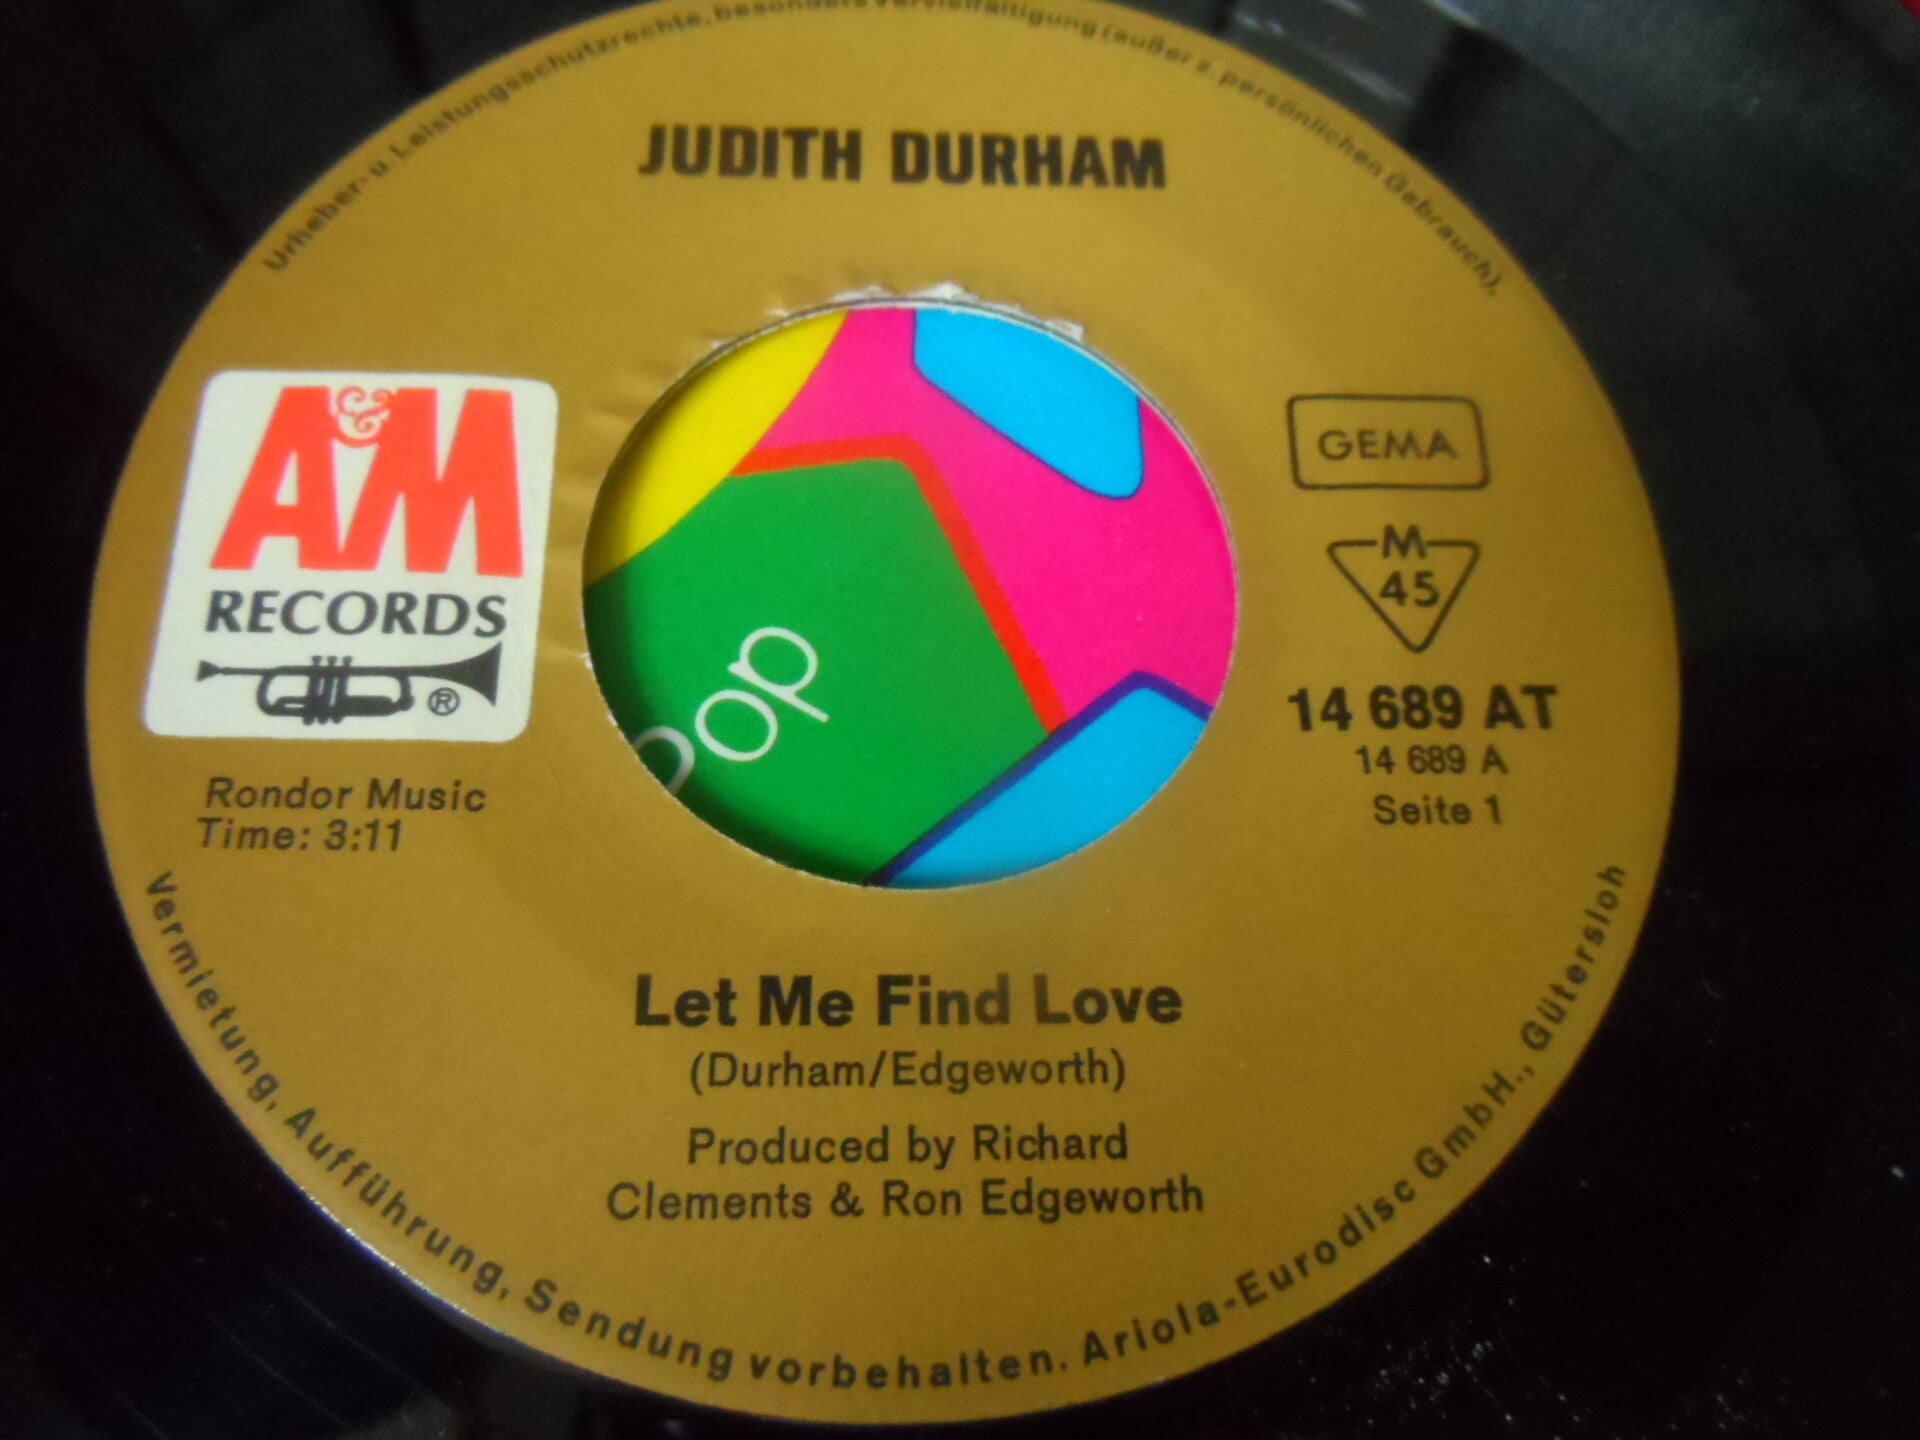 Urheber- u. Leistungsschutzrechte, besonders Vervielfältigung (außer z. persönlichen Gebrauch),
JUDITH DURHAM
A&M
RECORDS
®
GEMA
M
45
14 689 AT
14 689 A
Seite 1
Rondor Music
Time: 3:11
pop
Let Me Find Love
(Durham/Edgeworth)
Produced by Richard
Clements & Ron Edgeworth
Vermietung, Aufführung, Sendung vorbehalten. Ariola-Eurodisc GmbH., Gütersloh